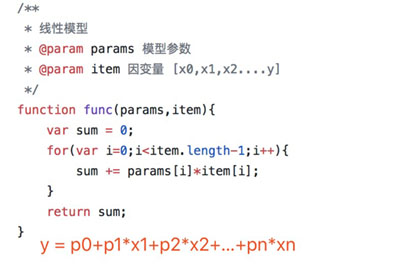 /**
 * 线性模型
 * @param params 模型参数
 * @param item 因变量 [x0,x1,x2....y]
 */
function func(params,item){
    var sum = 0;
    for(var i=0;i<item.length-1;i++){
        sum += params[i]*item[i];
    }
    return sum;
}
y = p0+p1*x1+p2*x2+...+pn*xn